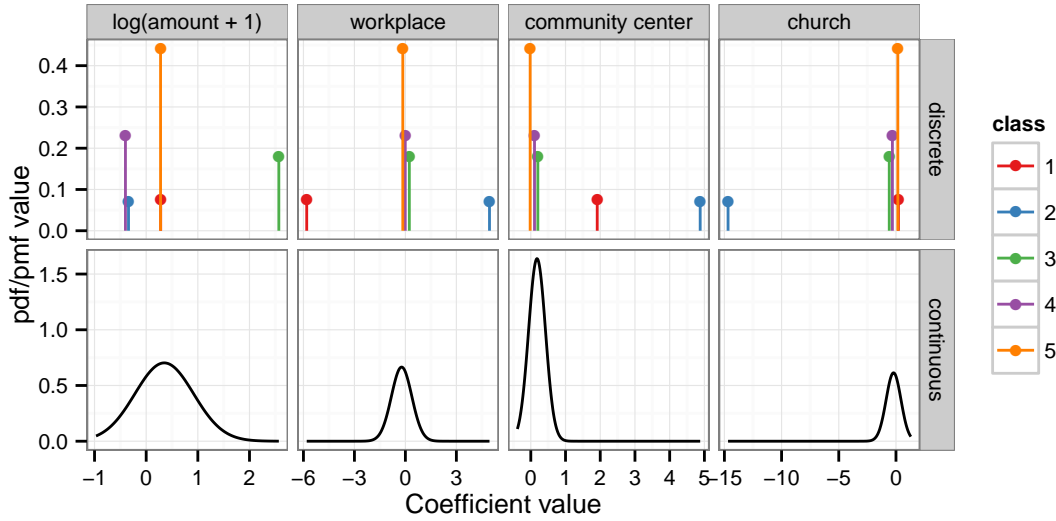 log(amount + 1) workplace community center church
0.4
0.3
0.2
0.1
0.0
discrete
1.5
1.0
0.5
0.0
continuous
pdf/pmf value
−1 0 1 2 −6 −3 0 3 0 1 2 3 4 5 −15 −10 −5 0
Coefficient value
class
1
2
3
4
5